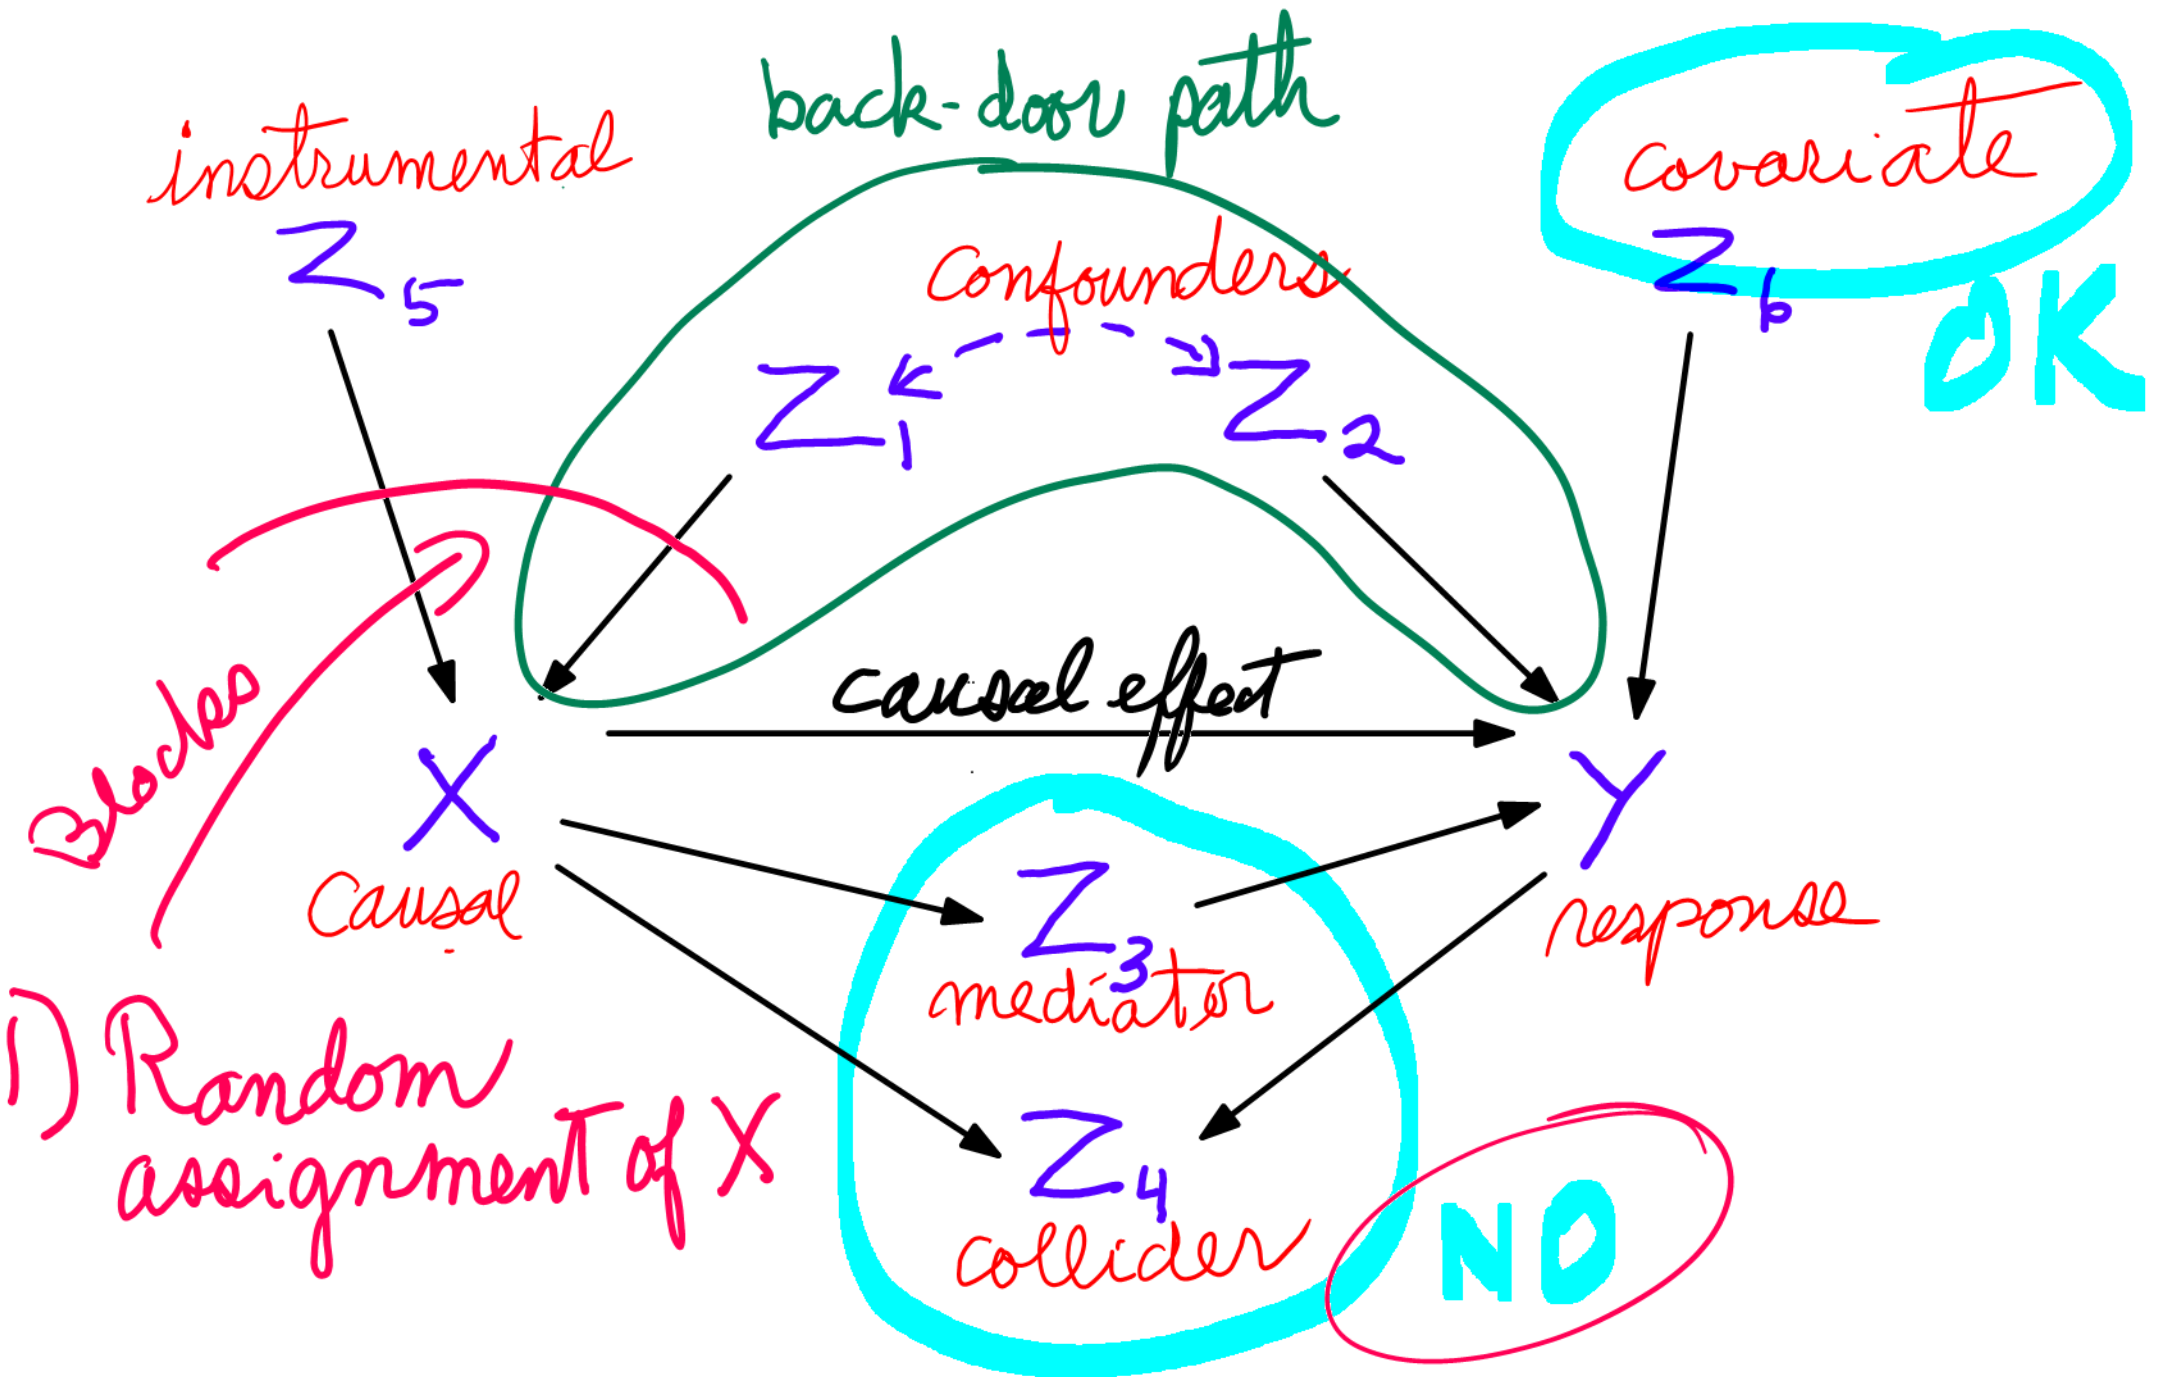 back-door path
instrumental
covariate
Z5
Confounders
Z6
OK
Z1
Z2
causal effect
Blocks
X
Y
causal
response
Z3
mediator
1) Random
assignment of X
Z4
collider
NO